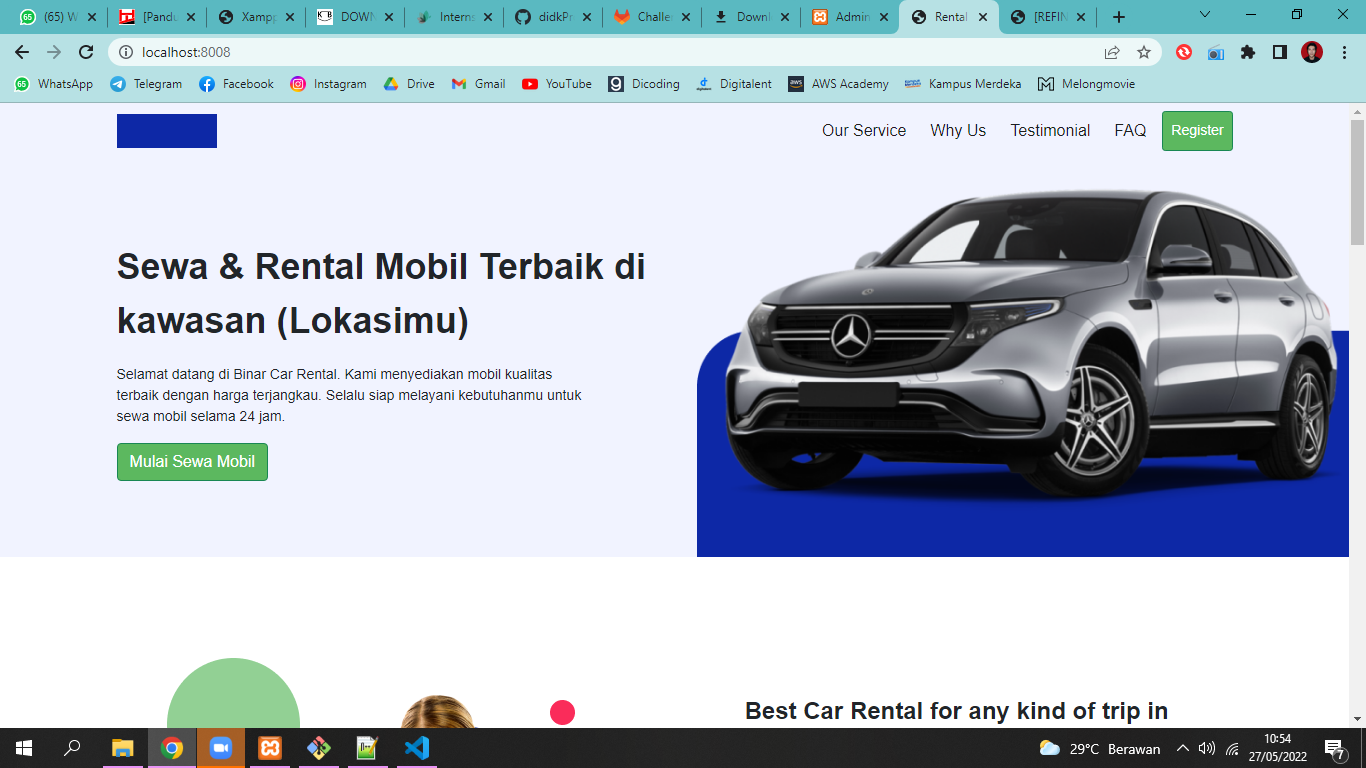 (65) W
[Pandu
Xampp
DOWN
Interns
didkPr
Challe
Downl
Admin
Rental
[REFIN
localhost:8008
65
WhatsApp
Telegram
Facebook
Instagram
Drive
Gmail
YouTube
Dicoding
Digitalent
aws
AWS Academy
Kampus Merdeka
Melongmovie
Our Service
Why Us
Testimonial
FAQ
Register
Sewa & Rental Mobil Terbaik di
kawasan (Lokasimu)
Selamat datang di Binar Car Rental. Kami menyediakan mobil kualitas
terbaik dengan harga terjangkau. Selalu siap melayani kebutuhanmu untuk
sewa mobil selama 24 jam.
Mulai Sewa Mobil
Best Car Rental for any kind of trip in
29°C Berawan
10:54
27/05/2022
7